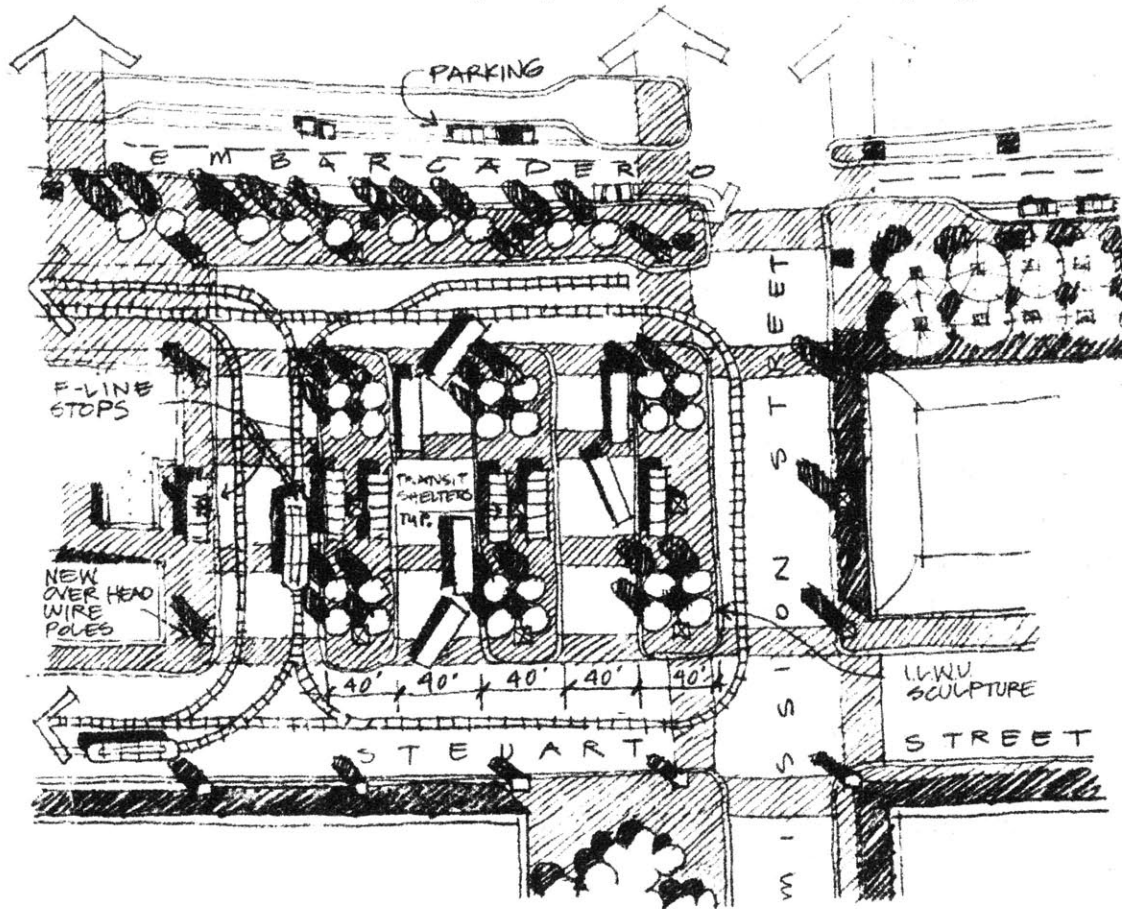 PARKING
EMBARCADERO
F-LINE
STOPS
TRANSIT
SHELTERS
TYP.
NEW
OVER HEAD
WIRE
POLES
40' 40' 40' 40' 40'
I.L.W.U
SCULPTURE
STEUART STREET
MISSION STREET